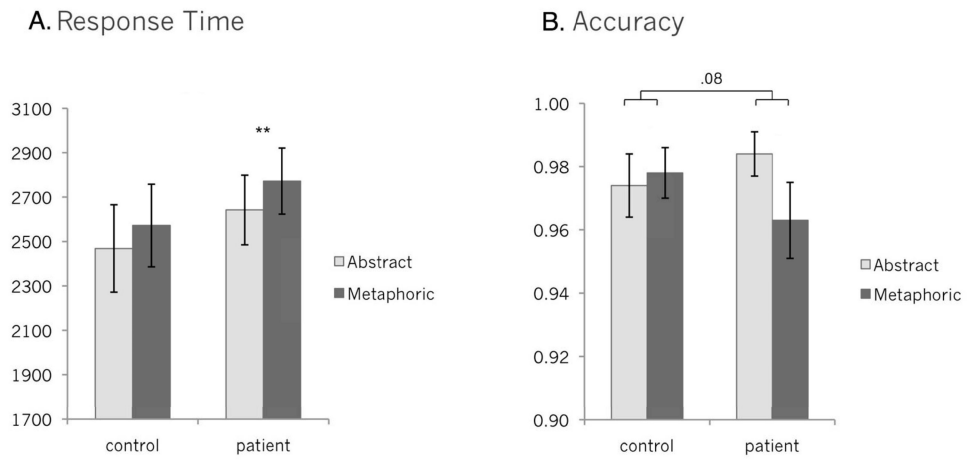 A. Response Time
3100
2900
2700
2500
2300
2100
1900
1700
**
control
patient
Abstract
Metaphoric
B. Accuracy
.08
1.00
0.98
0.96
0.94
0.92
0.90
control
patient
Abstract
Metaphoric